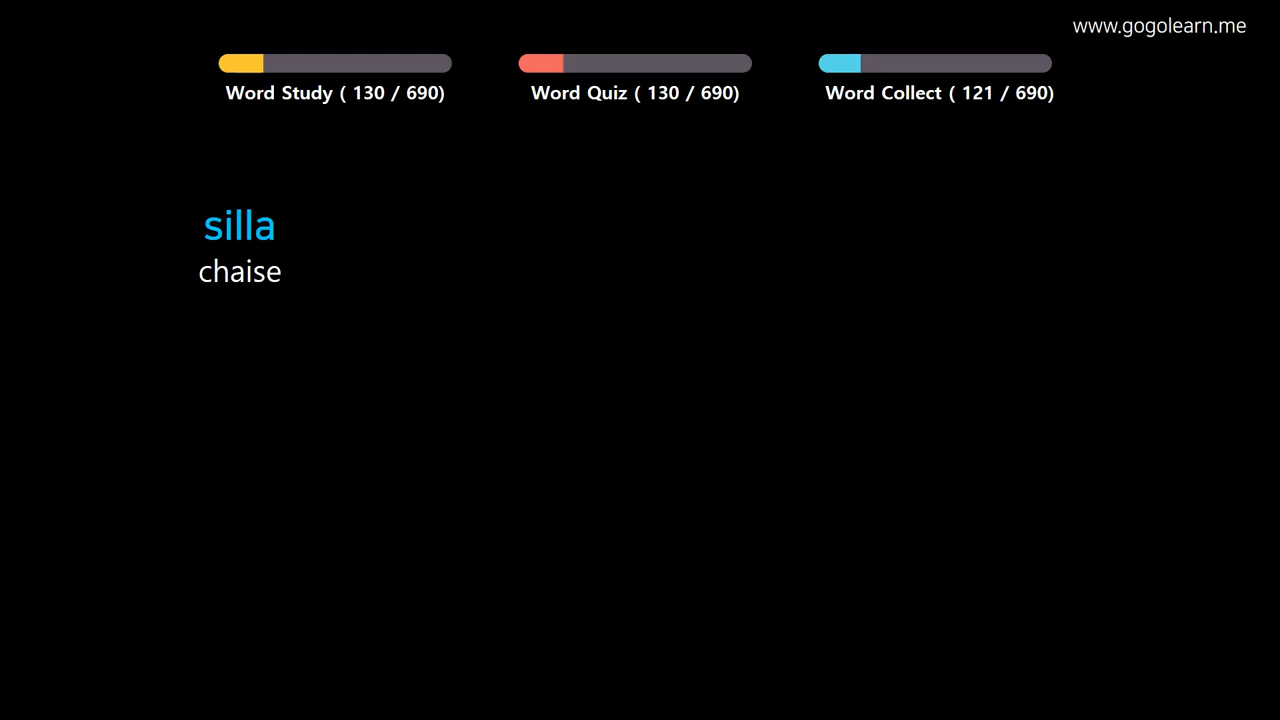 www.gogolearn.me
Word Study ( 130 / 690)
Word Quiz ( 130 / 690)
Word Collect ( 121 / 690)
silla
chaise